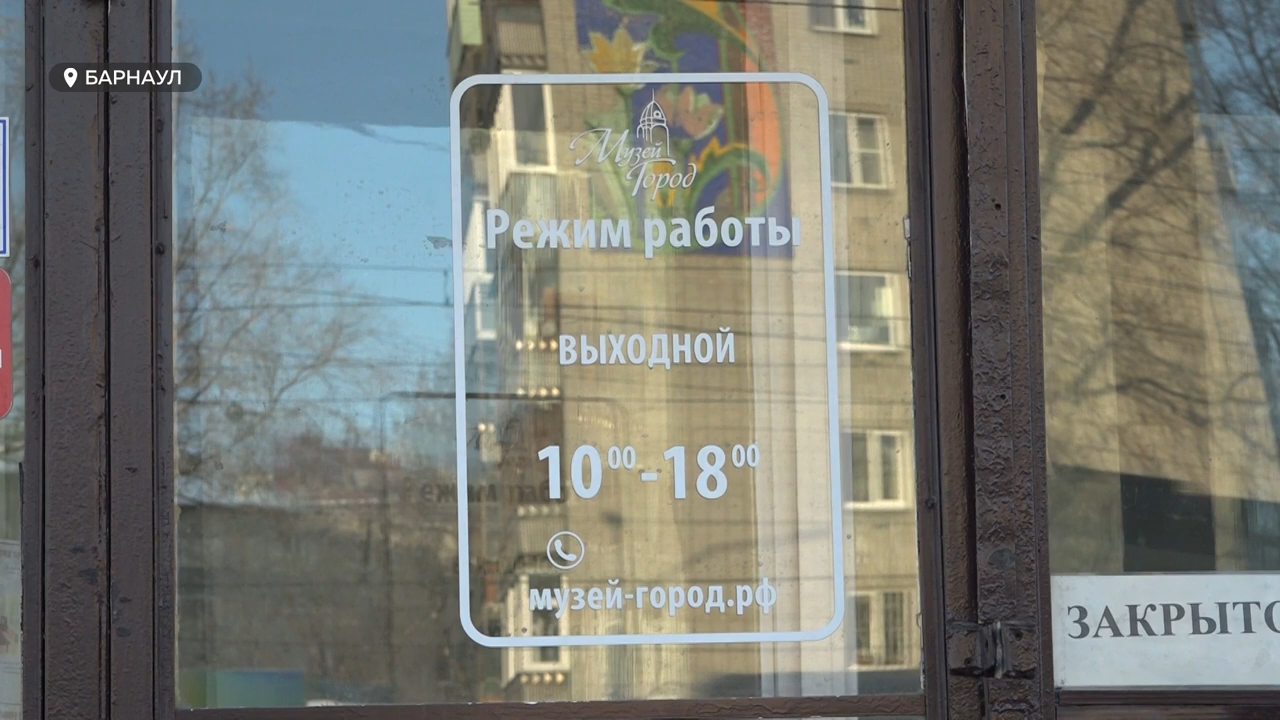 БАРНАУЛ
Музей
Город
Режим работы
ВЫХОДНОЙ
10⁰⁰-18⁰⁰
музей-город.рф
ЗАКРЫТО